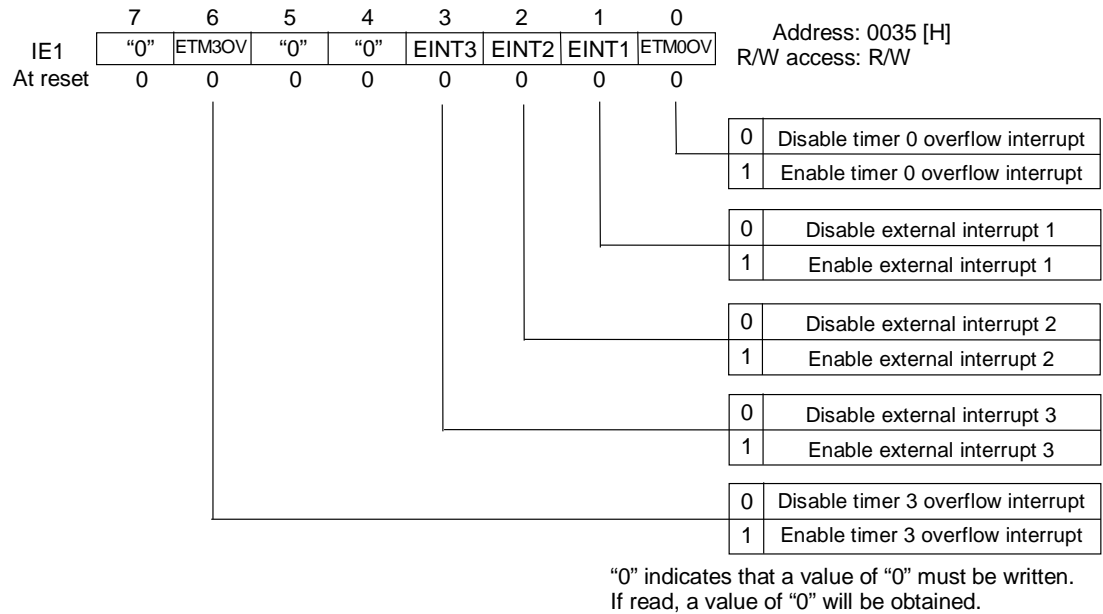 7 6 5 4 3 2 1 0
Address: 0035 [H]
IE1 “0” ETM3OV “0” “0” EINT3 EINT2 EINT1 ETM0OV
R/W access: R/W
At reset 0 0 0 0 0 0 0 0
0 Disable timer 0 overflow interrupt
1 Enable timer 0 overflow interrupt
0 Disable external interrupt 1
1 Enable external interrupt 1
0 Disable external interrupt 2
1 Enable external interrupt 2
0 Disable external interrupt 3
1 Enable external interrupt 3
0 Disable timer 3 overflow interrupt
1 Enable timer 3 overflow interrupt
“0” indicates that a value of “0” must be written.
If read, a value of “0” will be obtained.